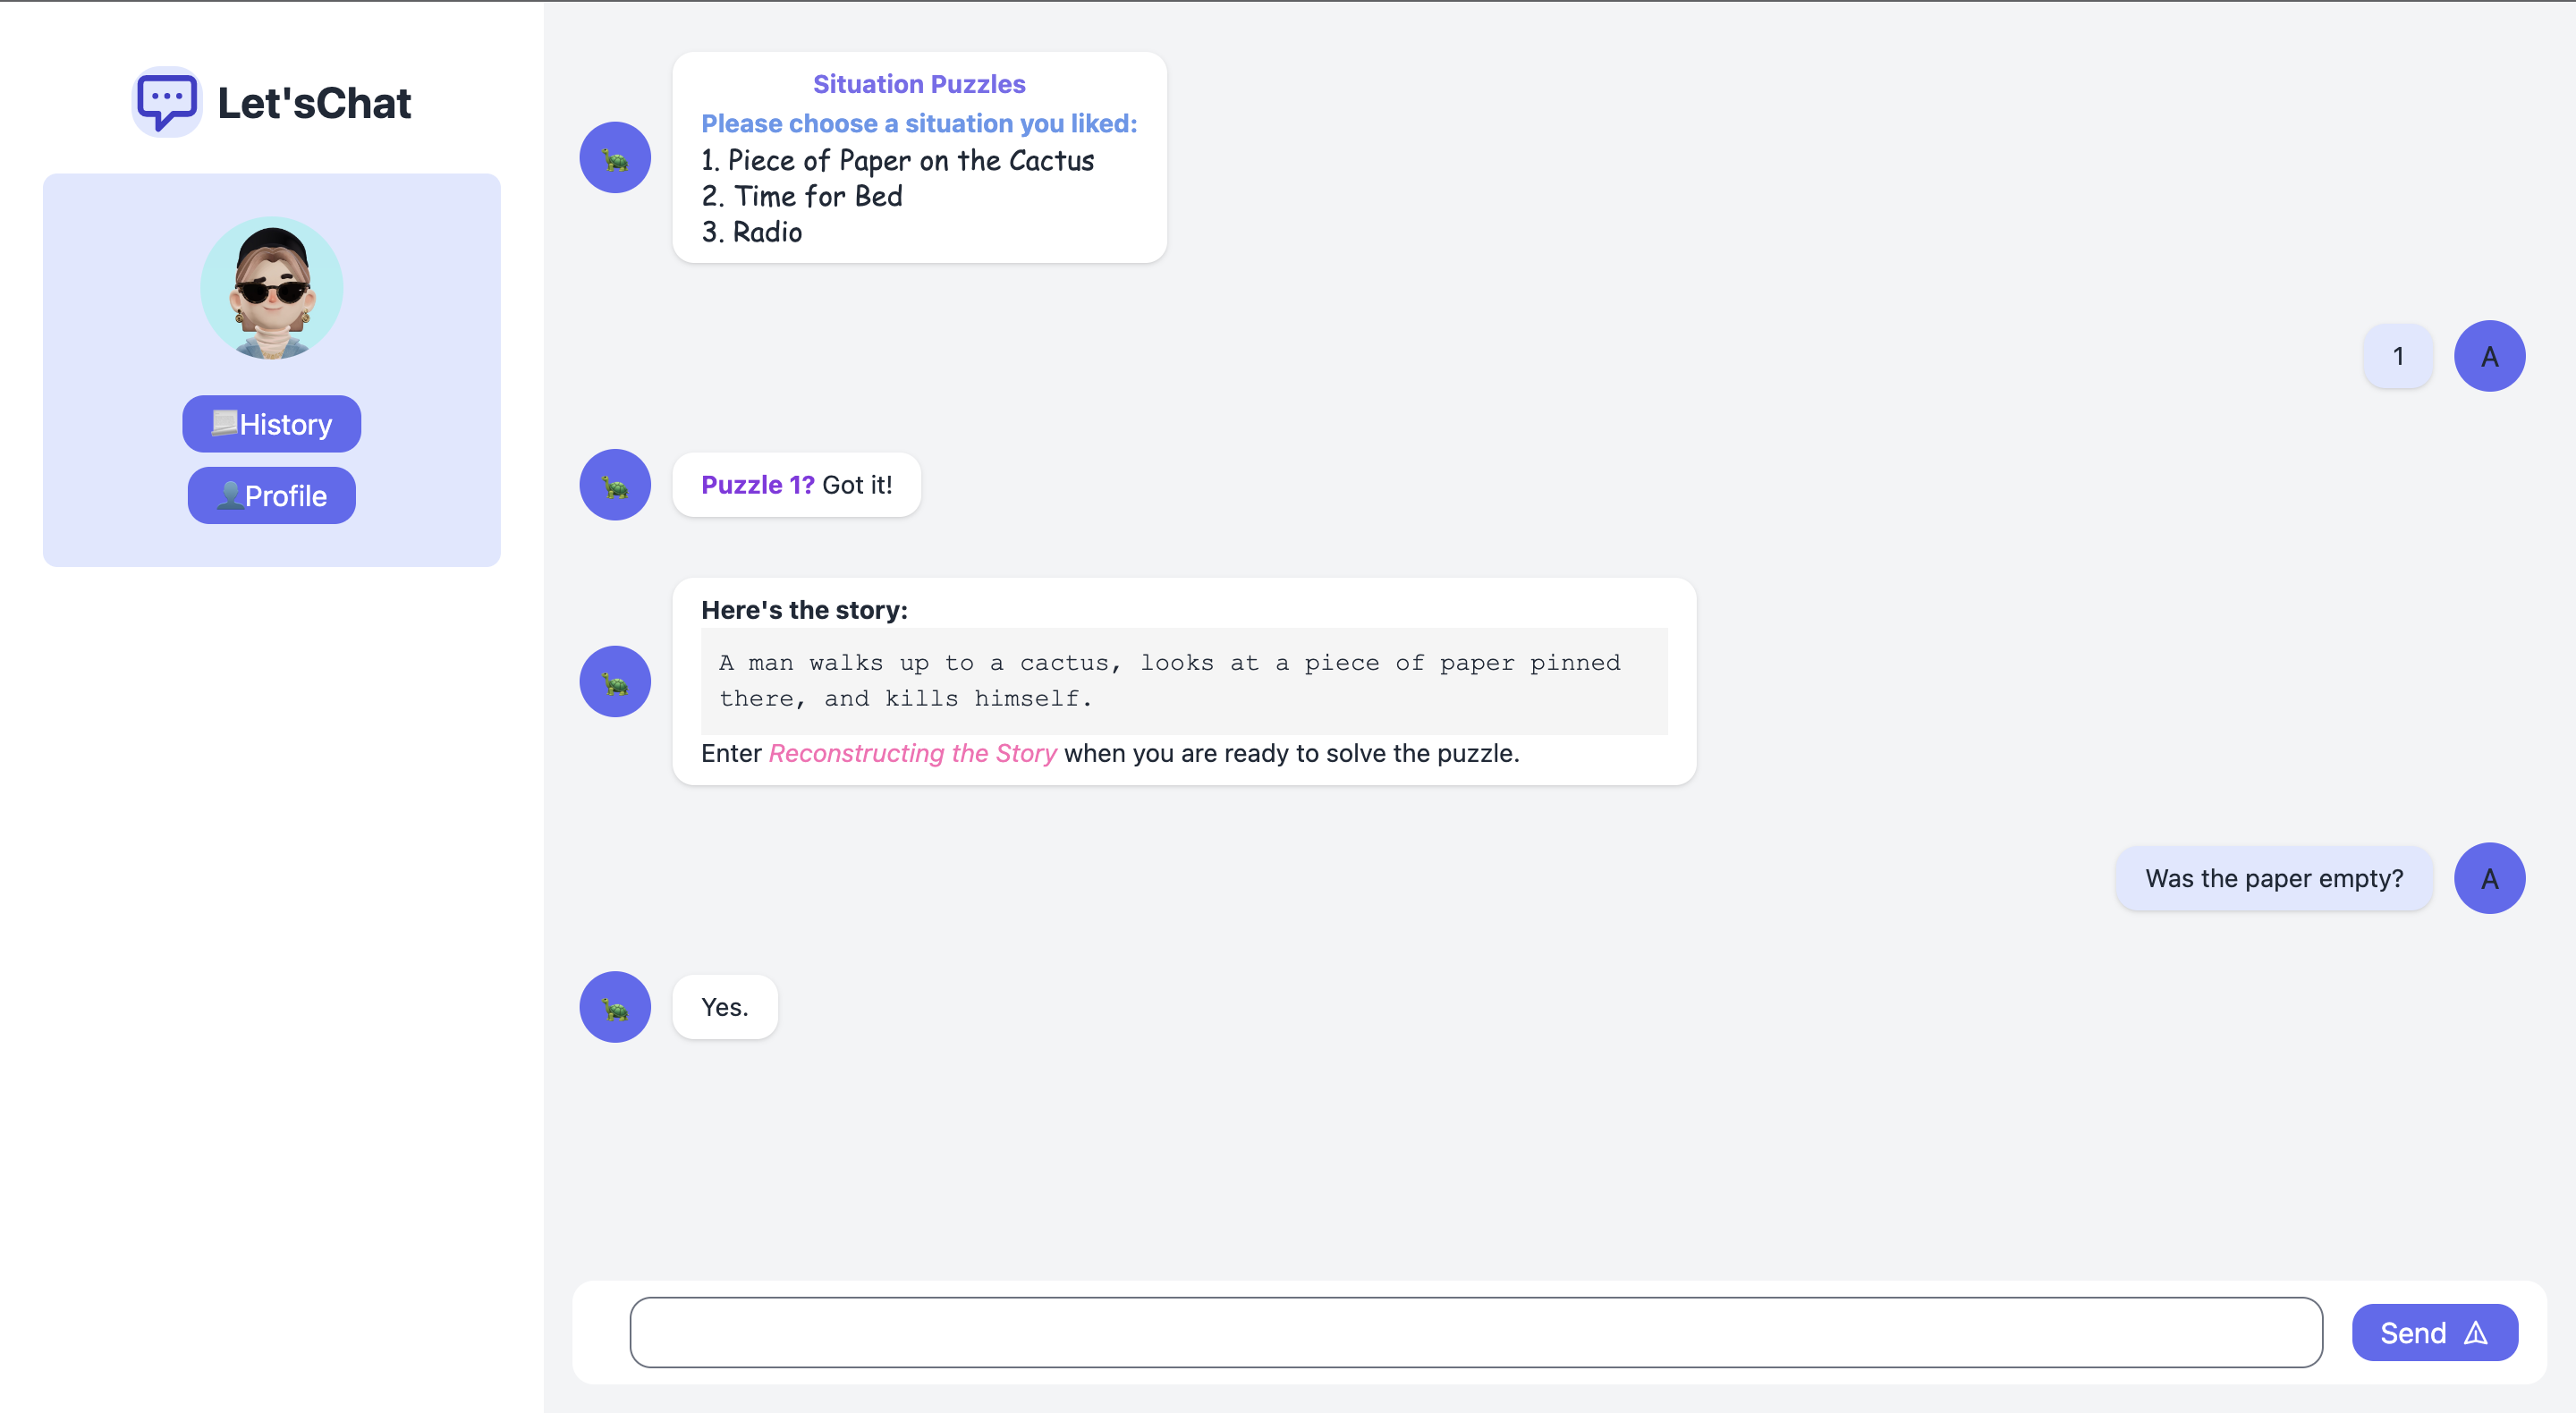 Let'sChat
History
Profile
Situation Puzzles
Please choose a situation you liked:
1. Piece of Paper on the Cactus
2. Time for Bed
3. Radio
1
A
Puzzle 1? Got it!
Here's the story:
A man walks up to a cactus, looks at a piece of paper pinned
there, and kills himself.
Enter Reconstructing the Story when you are ready to solve the puzzle.
Was the paper empty?
A
Yes.
Send